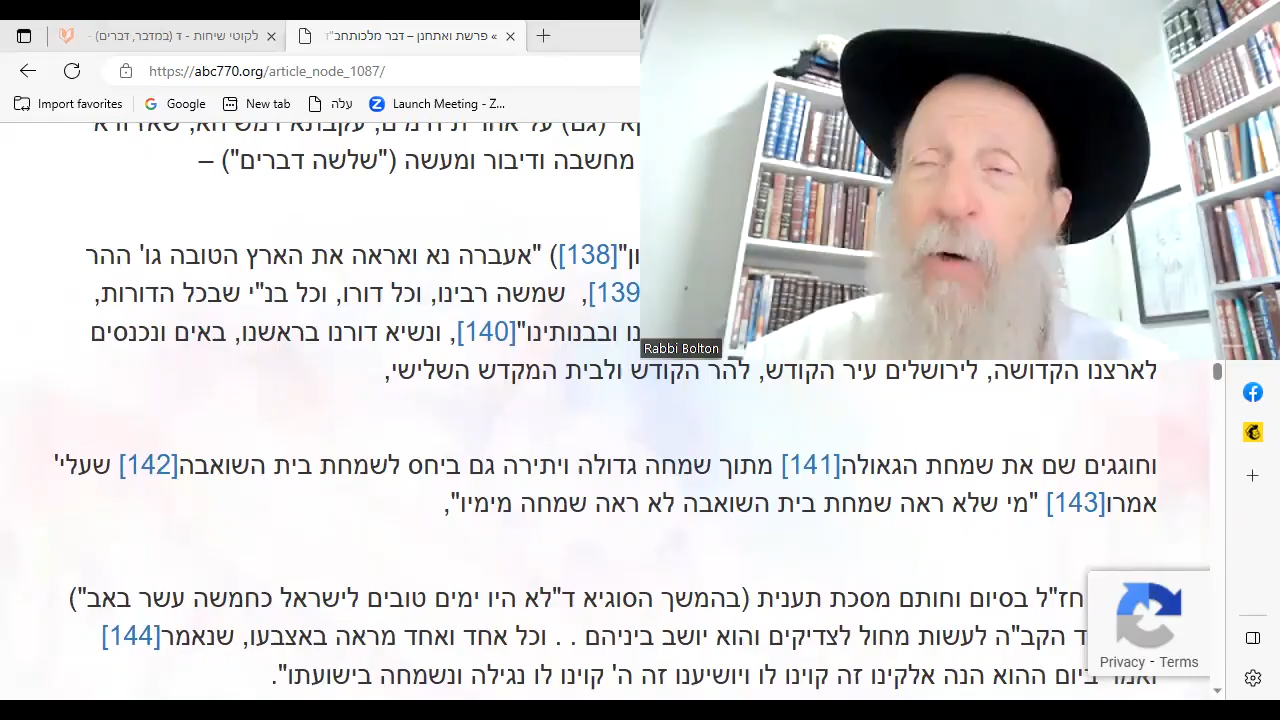 לקוטי שיחות - ד (במדבר, דברים) -
» פרשת ואתחנן – דבר מלכותחב"ד
https://abc770.org/article_node_1087/
Import favorites Google New tab עלה Launch Meeting - Z...
מחשבה ודיבור ומעשה ("שלשה דברים") –
ון"[138]) "אעברה נא ואראה את הארץ הטובה גו' ההר
[139, שמשה רבינו, וכל דורו, וכל בנ"י שבכל הדורות,
נו ובבנותינו"[140], ונשיא דורנו בראשנו, באים ונכנסים
Rabbi Bolton
לארצנו הקדושה, לירושלים עיר הקודש, להר הקודש ולבית המקדש השלישי,
וחוגגים שם את שמחת הגאולה[141] מתוך שמחה גדולה ויתירה גם ביחס לשמחת בית השואבה[142] שעלי'
אמרו[143] "מי שלא ראה שמחת בית השואבה לא ראה שמחה מימיו",
חז"ל בסיום וחותם מסכת תענית (בהמשך הסוגיא ד"לא היו ימים טובים לישראל כחמשה עשר באב")
ד הקב"ה לעשות מחול לצדיקים והוא יושב ביניהם . . וכל אחד ואחד מראה באצבעו, שנאמר[144]
ואמר ביום ההוא הנה אלקינו זה קוינו לו ויושיענו זה ה' קוינו לו נגילה ונשמחה בישועתו".
Privacy - Terms